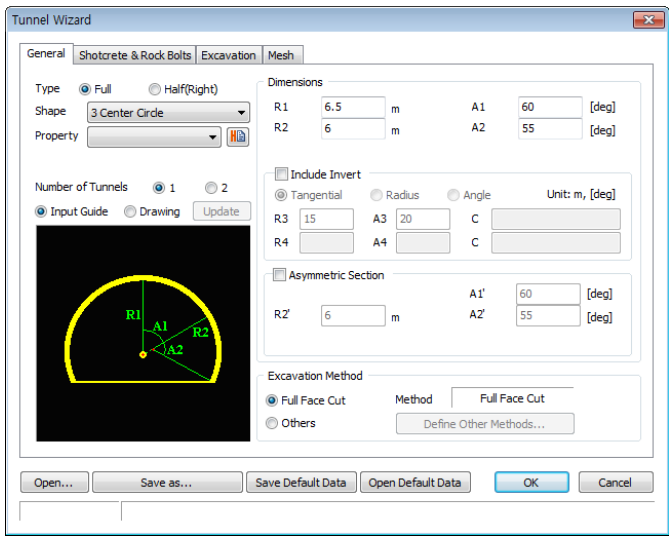 Tunnel Wizard
General Shotcrete & Rock Bolts Excavation Mesh
Type Full Half(Right)
Shape 3 Center Circle
Property
Number of Tunnels 1 2
Input Guide Drawing Update
R1 A1 R2 A2
Dimensions
R1 6.5 m A1 60 [deg]
R2 6 m A2 55 [deg]
Include Invert
Tangential Radius Angle Unit: m, [deg]
R3 15 A3 20 C
R4 A4 C
Asymmetric Section
A1' 60 [deg]
R2' 6 m A2' 55 [deg]
Excavation Method
Full Face Cut Method Full Face Cut
Others Define Other Methods...
Open... Save as... Save Default Data Open Default Data OK Cancel